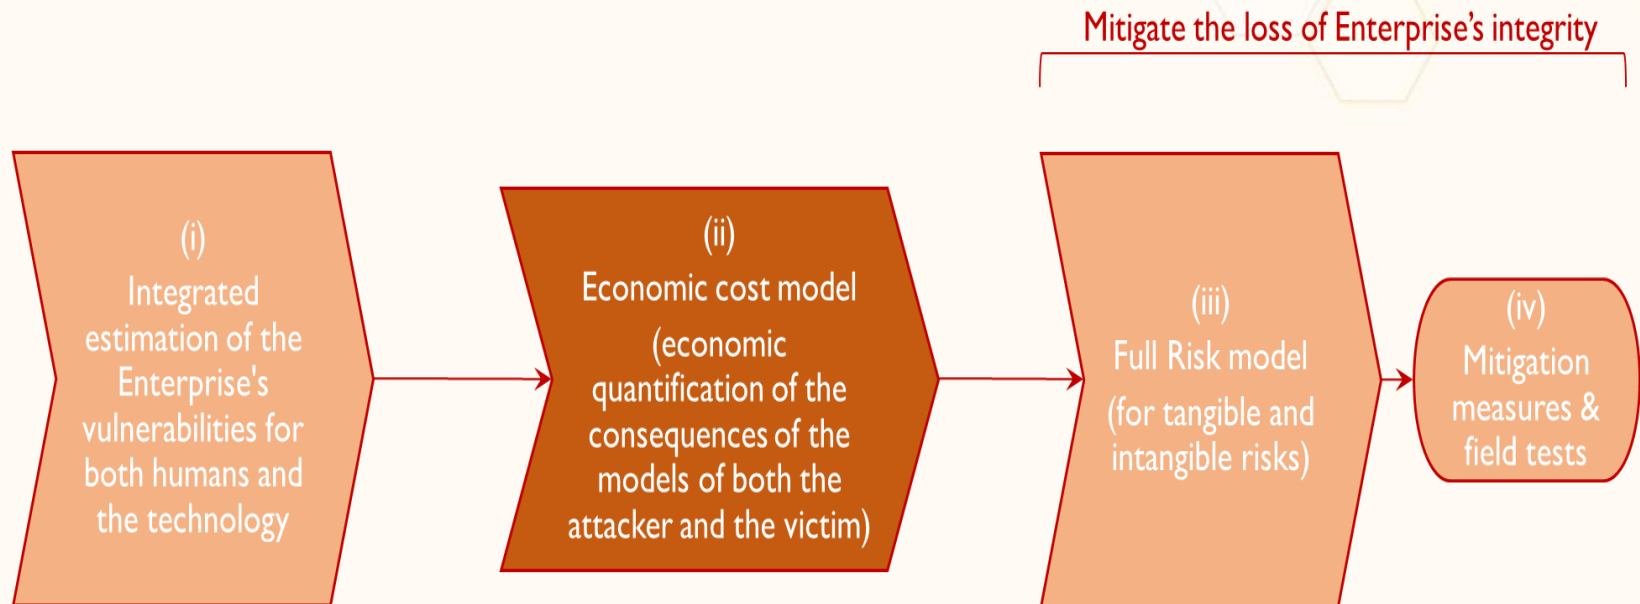 Mitigate the loss of Enterprise's integrity
(i)
Integrated
estimation of the
Enterprise's
vulnerabilities for
both humans and
the technology
(ii)
Economic cost model
(economic
quantification of the
consequences of the
models of both the
attacker and the victim)
(iii)
Full Risk model
(for tangible and
intangible risks)
(iv)
Mitigation
measures &
field tests